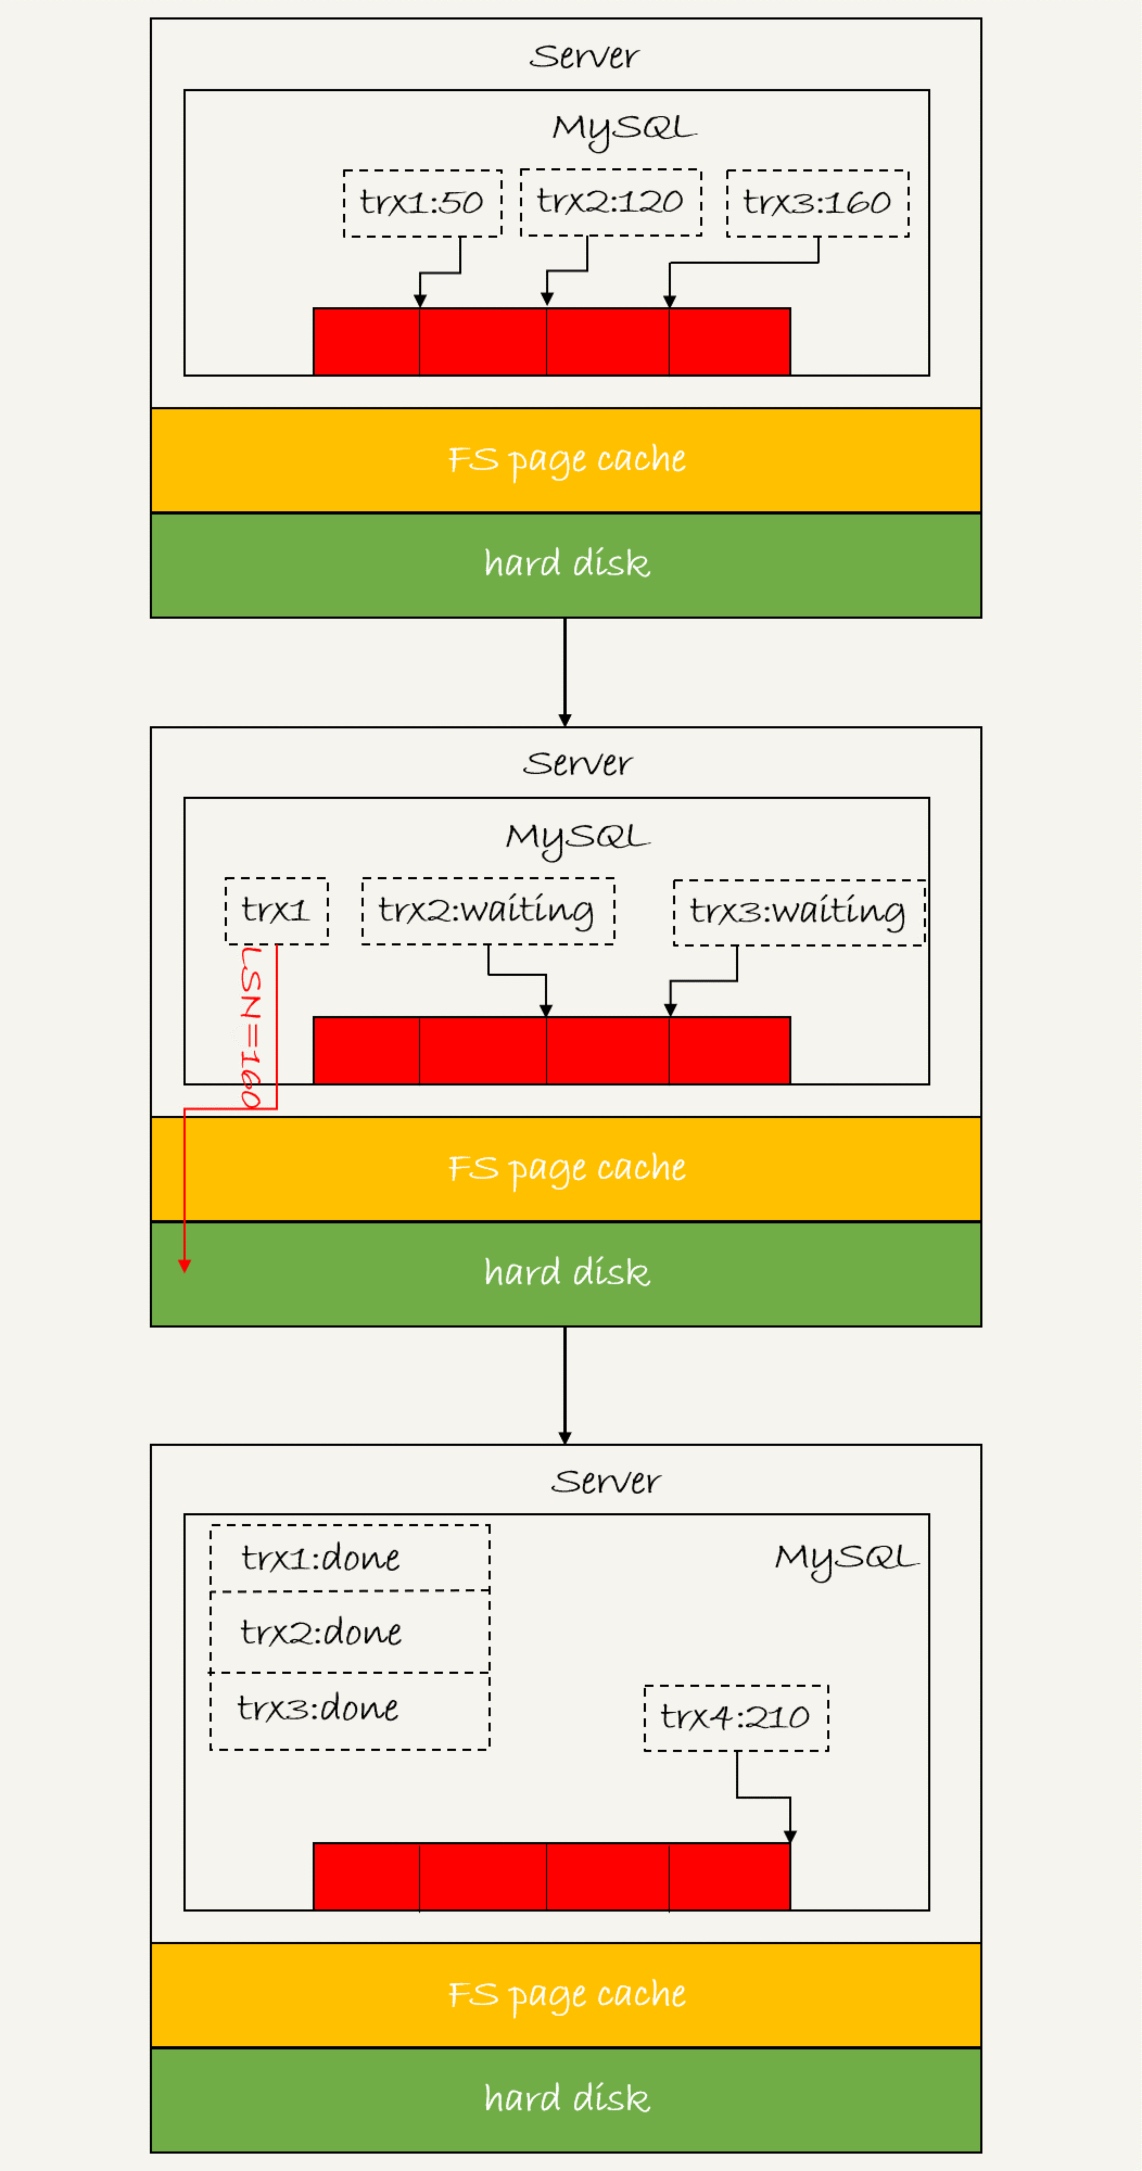 Server
MySQL
trx1:50
trx2:120
trx3:160
FS page cache
hard disk
Server
MySQL
trx1
trx2:waiting
trx3:waiting
LSN=160
FS page cache
hard disk
Server
MySQL
trx1:done
trx2:done
trx3:done
trx4:210
FS page cache
hard disk